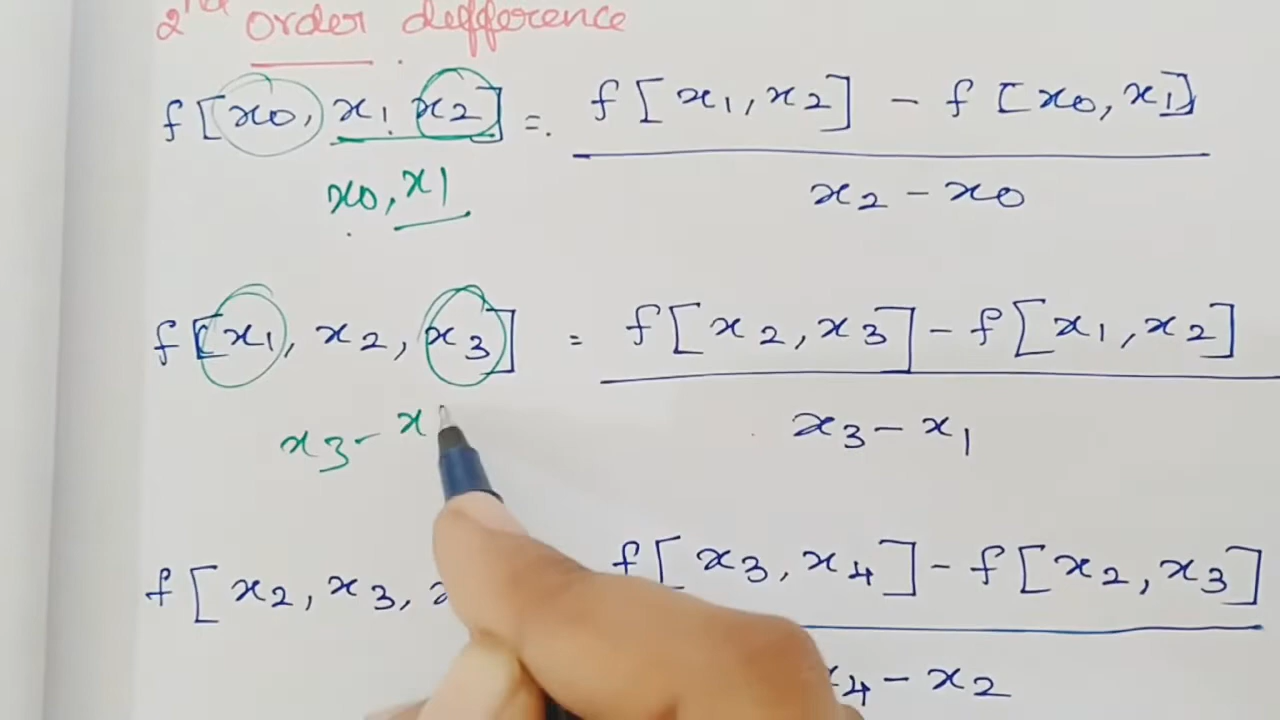 2nd order difference
f[x0, x1 x2] = f[x1,x2] - f[x0,x1]
x2 - x0
x0, x1
f[x1, x2, x3] = f[x2,x3] - f[x1,x2]
x3 - x1
x3 - x
f[x2, x3, f[x3,x4] - f[x2,x3]
x4 - x2